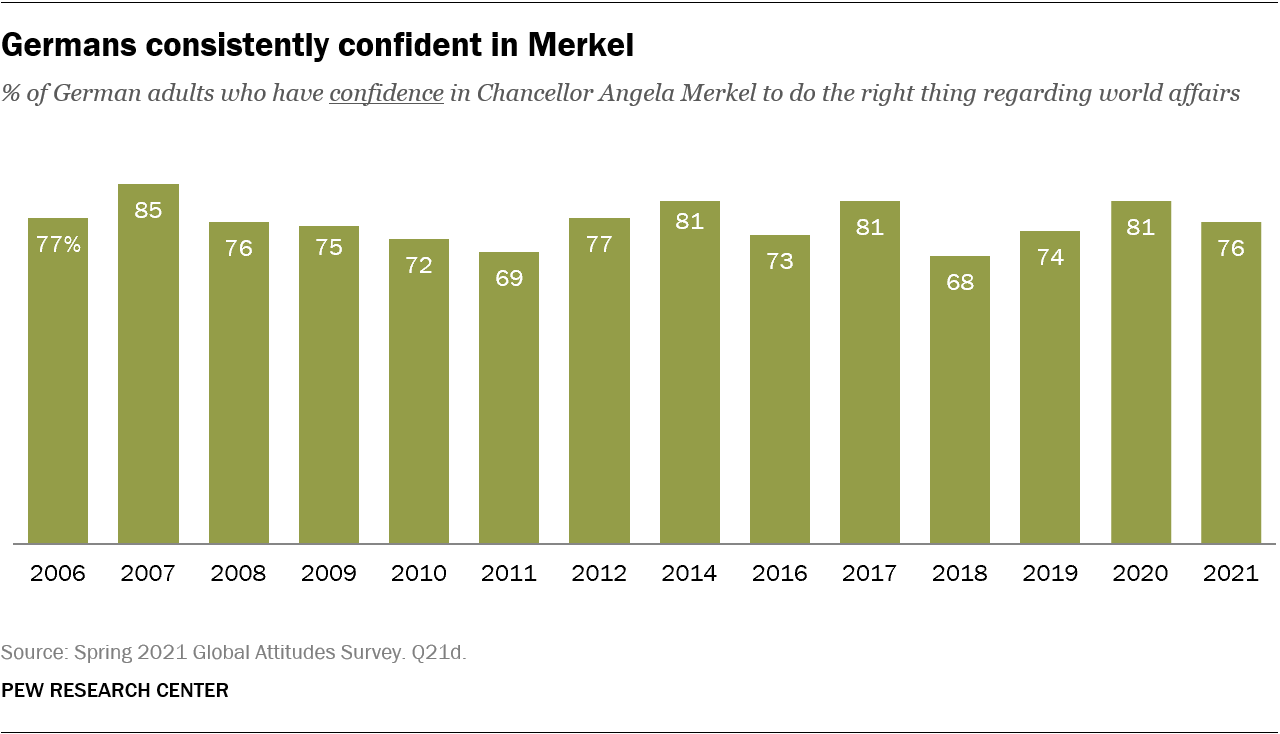 Germans consistently confident in Merkel
% of German adults who have confidence in Chancellor Angela Merkel to do the right thing regarding world affairs
77% 85 76 75 72 69 77 81 73 81 68 74 81 76
2006 2007 2008 2009 2010 2011 2012 2014 2016 2017 2018 2019 2020 2021
Source: Spring 2021 Global Attitudes Survey. Q21d.
PEW RESEARCH CENTER